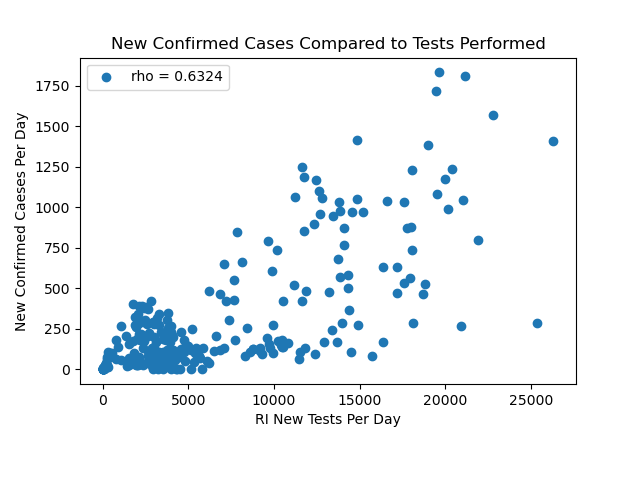 New Confirmed Cases Compared to Tests Performed
rho = 0.6324
New Confirmed Caeses Per Day
1750
1500
1250
1000
750
500
250
0
0 5000 10000 15000 20000 25000
RI New Tests Per Day